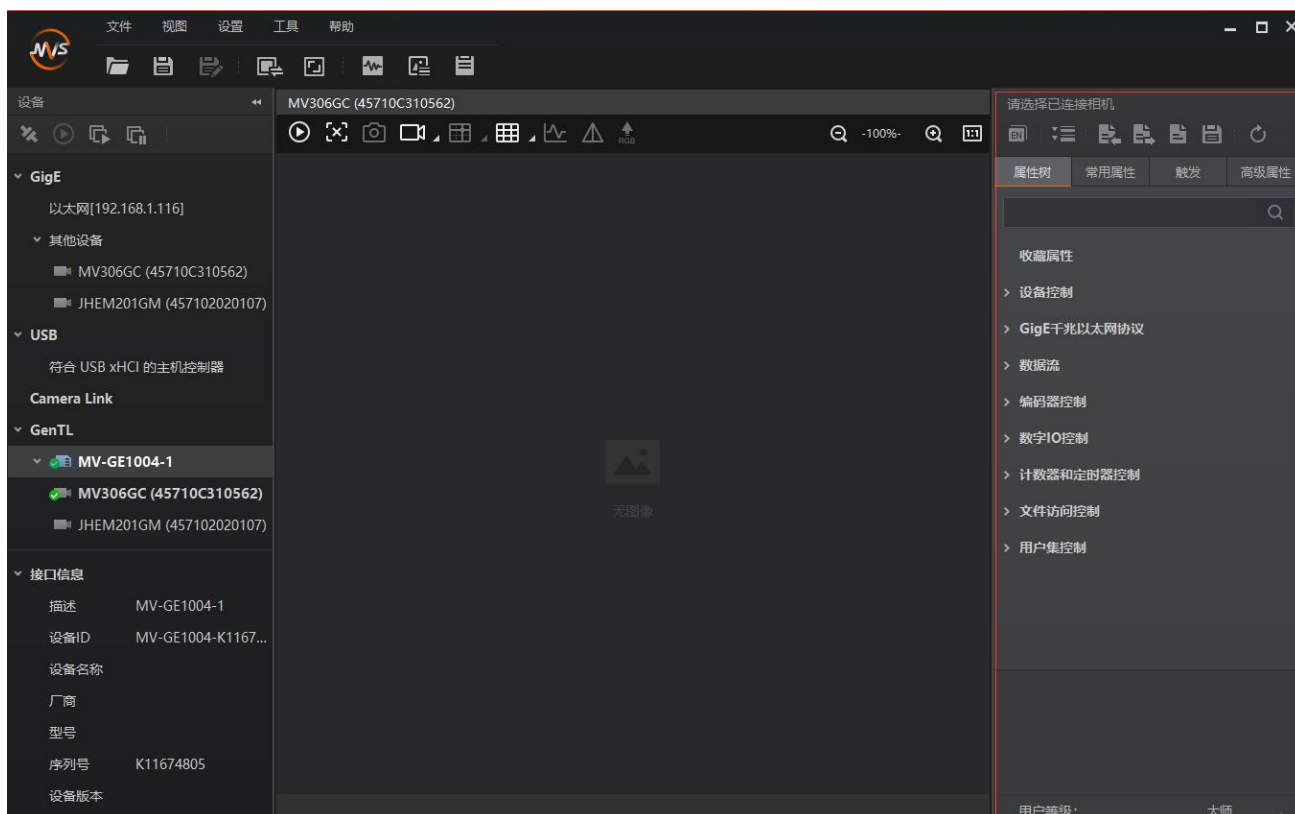 MVS
文件 视图 设置 工具 帮助
设备
MV306GC (45710C310562)
请选择已连接相机
RGB
-100%-
1:1
EN
属性树 常用属性 触发 高级属性
GigE
以太网[192.168.1.116]
其他设备
MV306GC (45710C310562)
JHEM201GM (457102020107)
USB
符合 USB xHCI 的主机控制器
Camera Link
GenTL
MV-GE1004-1
MV306GC (45710C310562)
JHEM201GM (457102020107)
接口信息
描述 MV-GE1004-1
设备ID MV-GE1004-K1167...
设备名称
厂商
型号
序列号 K11674805
设备版本
无图像
收藏属性
设备控制
GigE千兆以太网协议
数据流
编码器控制
数字IO控制
计数器和定时器控制
文件访问控制
用户集控制
用户等级: 大师